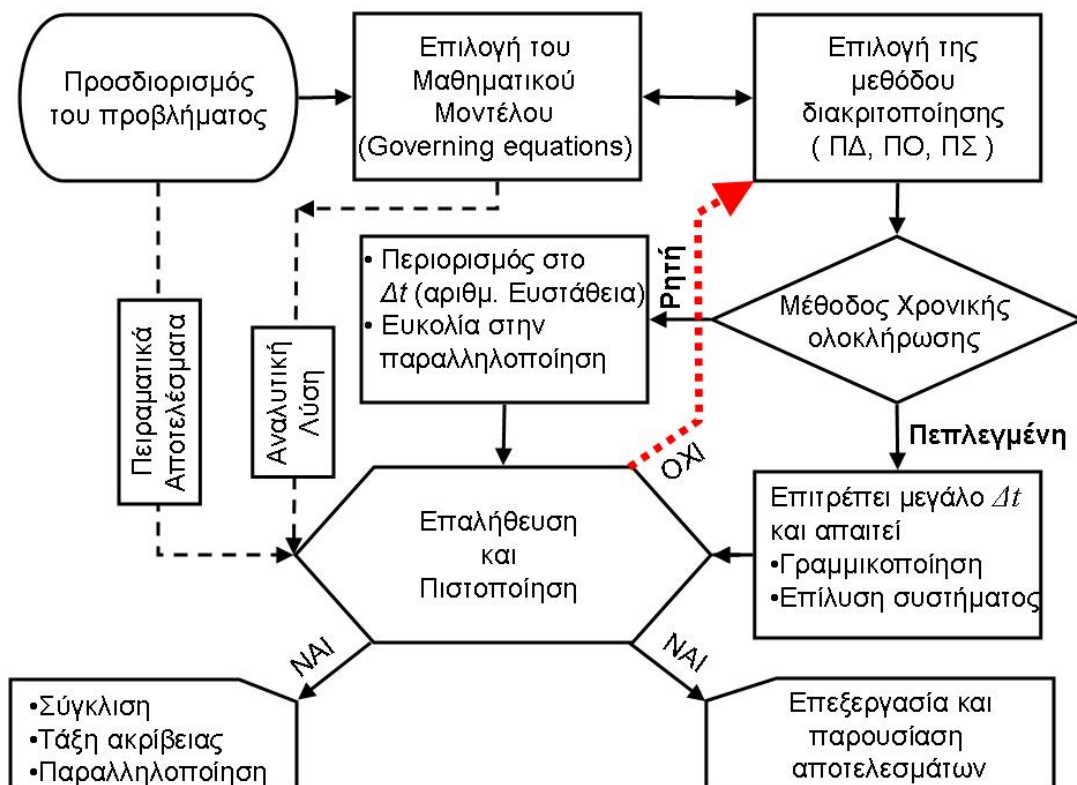 Προσδιορισμός
του προβλήματος
Επιλογή του
Μαθηματικού
Μοντέλου
(Governing equations)
Επιλογή της
μεθόδου
διακριτοποίησης
( ΠΔ, ΠΟ, ΠΣ )
• Περιορισμός στο
Δt (αριθμ. Ευστάθεια)
• Ευκολία στην
παραλληλοποίηση
Ρητή
Μέθοδος Χρονικής
ολοκλήρωσης
Πειραματικά
Αποτελέσματα
Αναλυτική
Λύση
Πεπλεγμένη
ΟΧΙ
Επαλήθευση
και
Πιστοποίηση
Επιτρέπει μεγάλο Δt
και απαιτεί
•Γραμμικοποίηση
•Επίλυση συστήματος
ΝΑΙ
ΝΑΙ
•Σύγκλιση
•Τάξη ακρίβειας
•Παραλληλοποίηση
Επεξεργασία και
παρουσίαση
αποτελεσμάτων